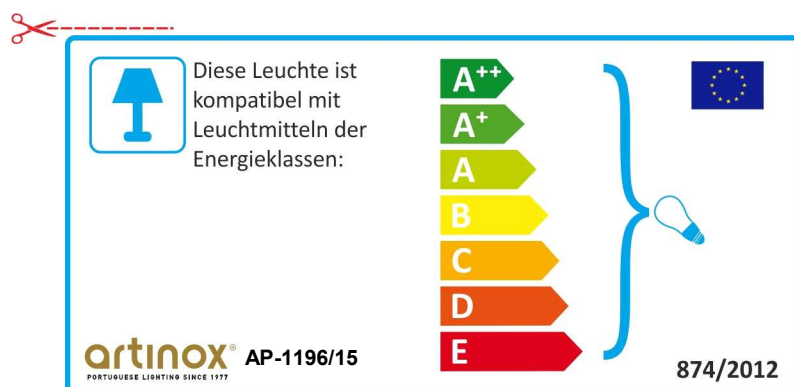 Diese Leuchte ist
kompatibel mit
Leuchtmitteln der
Energieklassen:
A++
A+
A
B
C
D
E
artinox® AP-1196/15
PORTUGUESE LIGHTING SINCE 1977
874/2012